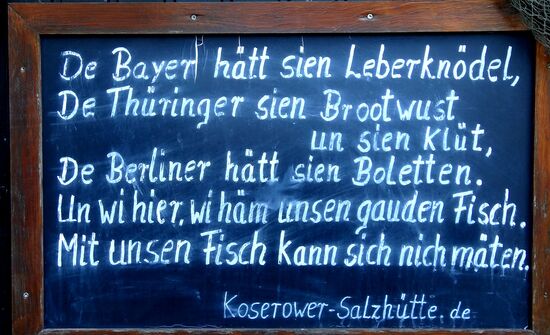 De Bayer hätt sien Leberknödel,
De Thüringer sien Brootwust
un sien Klüt,
De Berliner hätt sien Boletten.
Un wi hier, wi häm unsen gauden Fisch.
Mit unsen Fisch kann sich nich mäten.
Koserower-Salzhütte.de